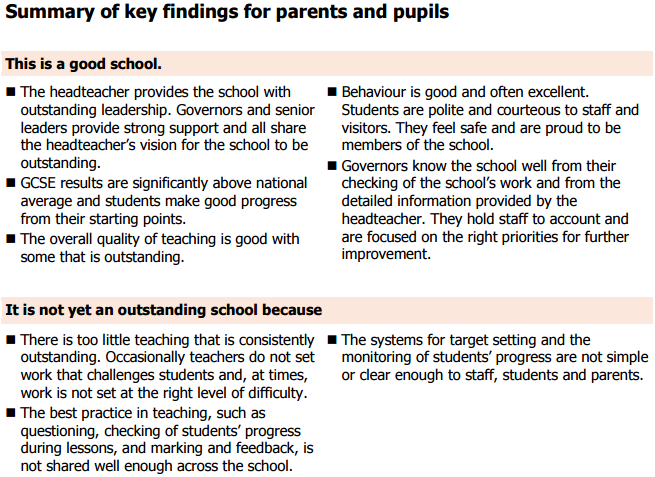 Summary of key findings for parents and pupils
This is a good school.
■ The headteacher provides the school with
outstanding leadership. Governors and senior
leaders provide strong support and all share
the headteacher’s vision for the school to be
outstanding.
■ GCSE results are significantly above national
average and students make good progress
from their starting points.
■ The overall quality of teaching is good with
some that is outstanding.
■ Behaviour is good and often excellent.
Students are polite and courteous to staff and
visitors. They feel safe and are proud to be
members of the school.
■ Governors know the school well from their
checking of the school’s work and from the
detailed information provided by the
headteacher. They hold staff to account and
are focused on the right priorities for further
improvement.
It is not yet an outstanding school because
■ There is too little teaching that is consistently
outstanding. Occasionally teachers do not set
work that challenges students and, at times,
work is not set at the right level of difficulty.
■ The best practice in teaching, such as
questioning, checking of students’ progress
during lessons, and marking and feedback, is
not shared well enough across the school.
■ The systems for target setting and the
monitoring of students’ progress are not simple
or clear enough to staff, students and parents.